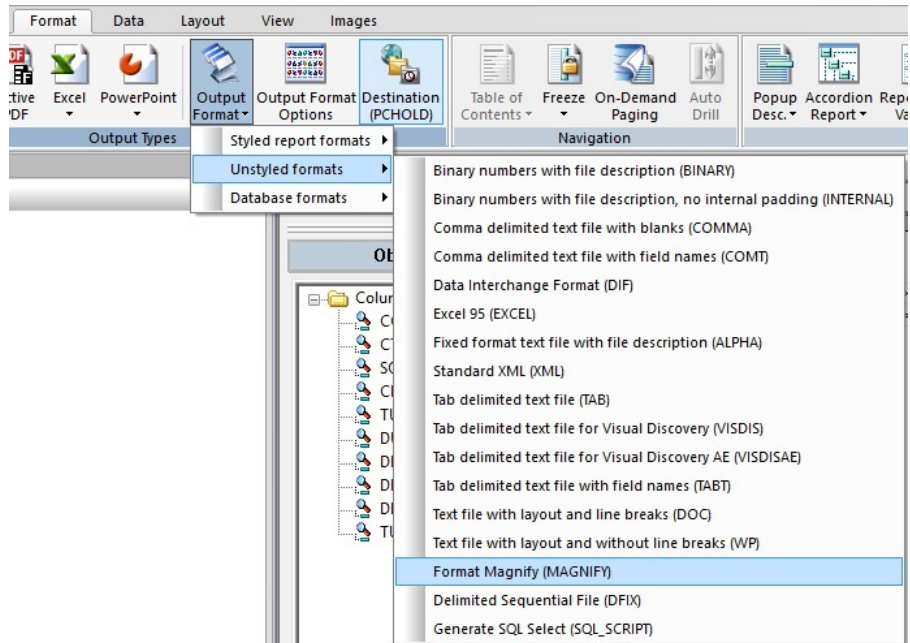 Format Data Layout View Images
Excel PowerPoint Output Format Output Format Options Destination (PCHOLD) Table of Contents Freeze On-Demand Paging Auto Drill Popup Desc. Accordion Report
Output Types Navigation
Styled report formats
Unstyled formats
Database formats
Binary numbers with file description (BINARY)
Binary numbers with file description, no internal padding (INTERNAL)
Comma delimited text file with blanks (COMMA)
Comma delimited text file with field names (COMT)
Data Interchange Format (DIF)
Excel 95 (EXCEL)
Fixed format text file with file description (ALPHA)
Standard XML (XML)
Tab delimited text file (TAB)
Tab delimited text file for Visual Discovery (VISDIS)
Tab delimited text file for Visual Discovery AE (VISDISAE)
Tab delimited text file with field names (TABT)
Text file with layout and line breaks (DOC)
Text file with layout and without line breaks (WP)
Format Magnify (MAGNIFY)
Delimited Sequential File (DFIX)
Generate SQL Select (SQL_SCRIPT)